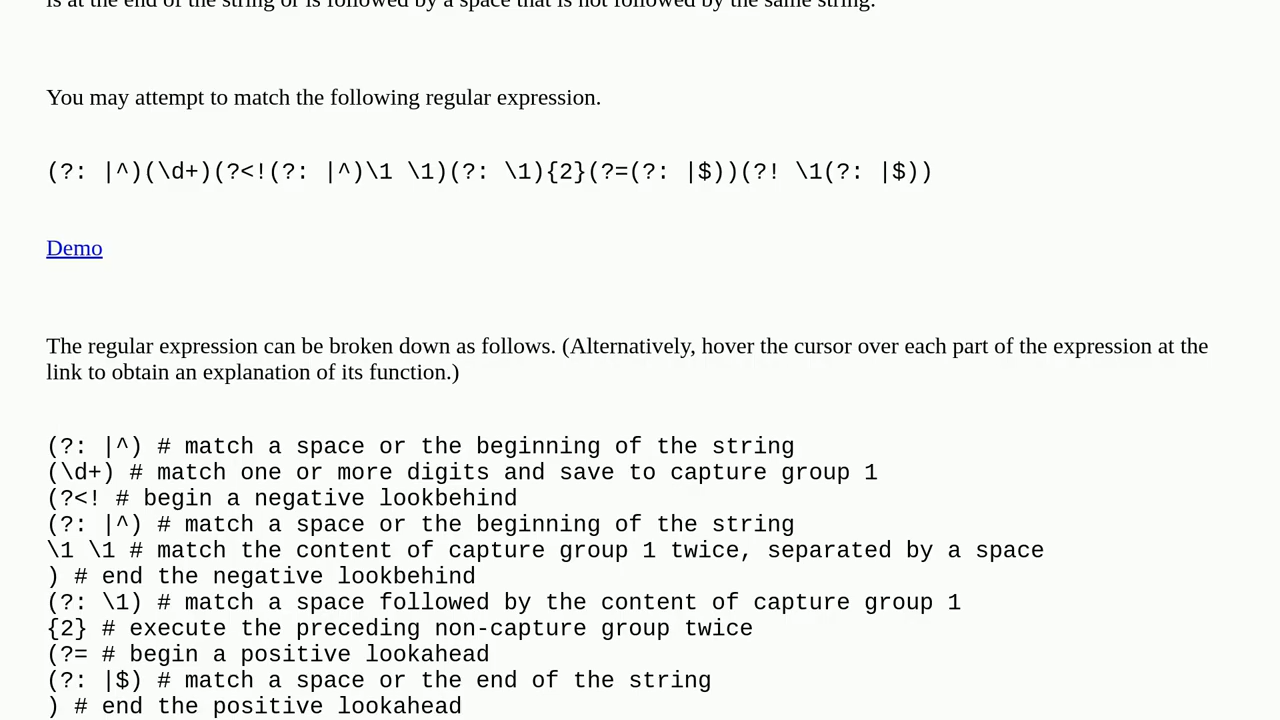 is at the end of the string or is followed by a space that is not followed by the same string.
You may attempt to match the following regular expression.
(?: |^)(\d+)(?<!(?: |^)\1 \1)(?: \1){2}(?=(?: |$))(?! \1(?: |$))
Demo
The regular expression can be broken down as follows. (Alternatively, hover the cursor over each part of the expression at the
link to obtain an explanation of its function.)
(?: |^) # match a space or the beginning of the string
(\d+) # match one or more digits and save to capture group 1
(?<! # begin a negative lookbehind
(?: |^) # match a space or the beginning of the string
\1 \1 # match the content of capture group 1 twice, separated by a space
) # end the negative lookbehind
(?: \1) # match a space followed by the content of capture group 1
{2} # execute the preceding non-capture group twice
(?= # begin a positive lookahead
(?: |$) # match a space or the end of the string
) # end the positive lookahead